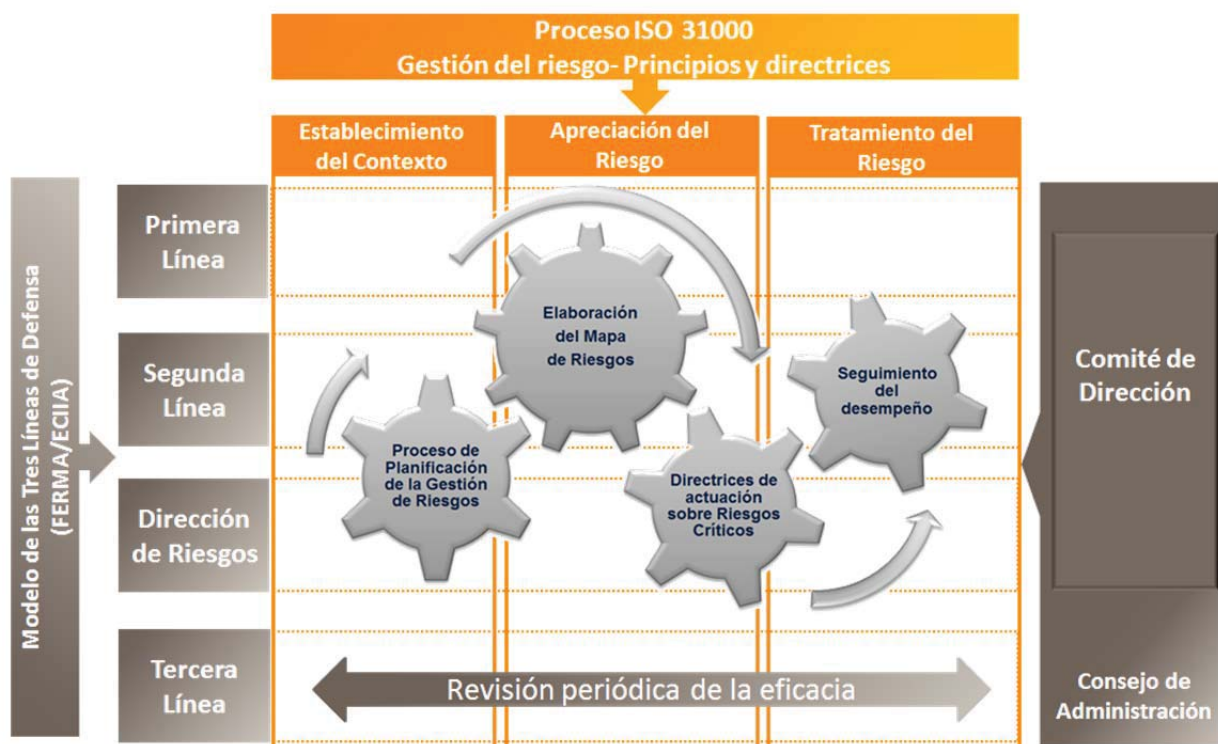 Proceso ISO 31000
Gestión del riesgo- Principios y directrices
Establecimiento
del Contexto
Apreciación del
Riesgo
Tratamiento del
Riesgo
Modelo de las Tres Líneas de Defensa
(FERMA/ECIIA)
Primera
Línea
Segunda
Línea
Dirección
de Riesgos
Tercera
Línea
Elaboración
del Mapa
de Riesgos
Proceso de
Planificación
de la Gestión
de Riesgos
Directrices de
actuación
sobre Riesgos
Críticos
Seguimiento
del
desempeño
Revisión periódica de la eficacia
Comité de
Dirección
Consejo de
Administración